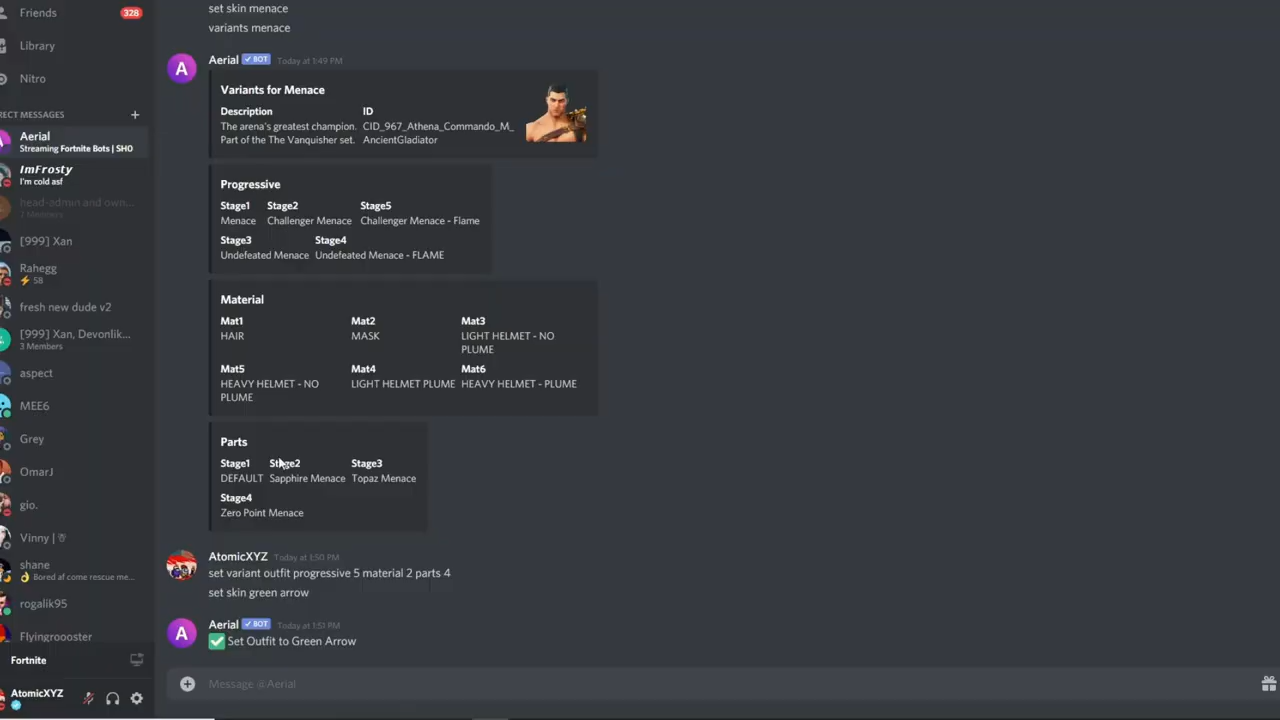 Friends 328
Library
Nitro
RECT MESSAGES +
Aerial
Streaming Fortnite Bots | SHO
ImFrosty
I'm cold asf
head-admin and own...
7 Members
[999] Xan
Rahegg
58
fresh new dude v2
[999] Xan, Devonlik...
3 Members
aspect
MEE6
Grey
OmarJ
gio.
Vinny |
shane
Bored af come rescue me...
rogalik95
Flyingroooster
Fortnite
AtomicXYZ
set skin menace
variants menace
A
Aerial BOT Today at 1:49 PM
Variants for Menace
Description ID
The arena's greatest champion. CID_967_Athena_Commando_M_
Part of the The Vanquisher set. AncientGladiator
Progressive
Stage1 Stage2 Stage5
Menace Challenger Menace Challenger Menace - Flame
Stage3 Stage4
Undefeated Menace Undefeated Menace - FLAME
Material
Mat1 Mat2 Mat3
HAIR MASK LIGHT HELMET - NO
PLUME
Mat5 Mat4 Mat6
HEAVY HELMET - NO LIGHT HELMET PLUME HEAVY HELMET - PLUME
PLUME
Parts
Stage1 Stage2 Stage3
DEFAULT Sapphire Menace Topaz Menace
Stage4
Zero Point Menace
AtomicXYZ Today at 1:50 PM
set variant outfit progressive 5 material 2 parts 4
set skin green arrow
A
Aerial BOT Today at 1:51 PM
Set Outfit to Green Arrow
Message @Aerial